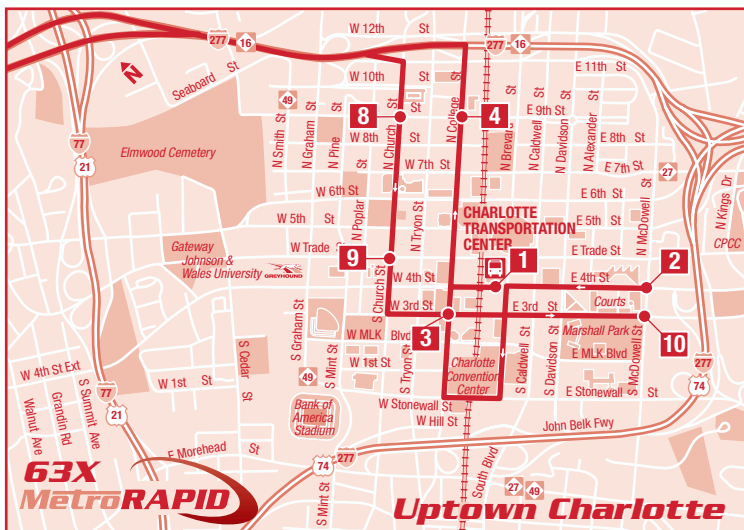 W 12th St
277
16
277
16
W 10th St
E 11th St
Seaboard St
49
N Smith St
N Graham St
N Pine
N Church St
N College St
8
4
E 9th St
N Brevard
N Caldwell St
N Davidson St
N Alexander St
77
21
Elmwood Cemetery
W 8th St
E 8th St
W 7th St
E 7th St
27
W 6th St
E 6th St
N McDowell St
N Kings Dr
W 5th St
N Poplar St
N Tryon St
CHARLOTTE
TRANSPORTATION
CENTER
E 5th St
Gateway
Johnson &
Wales University
GREYHOUND
W Trade St
E Trade St
CPCC
9
1
2
W 4th St
E 4th St
S Church St
Courts
W 3rd St
E 3rd St
3
10
S Graham St
W MLK Blvd
Marshall Park
E MLK Blvd
S McDowell St
W 4th St Ext
S Cedar St
S Mint St
W 1st St
S Tryon St
Charlotte
Convention
Center
S Caldwell St
S Davidson St
277
74
Walnut Ave
Grandin Rd
S Summit Ave
77
21
49
W 1st St
Bank of
America
Stadium
W Stonewall St
E Stonewall St
W Hill St
John Belk Fwy
E Morehead St
277
74
South Blvd
27
49
S Mint St
63X
MetroRAPID
Uptown Charlotte
N